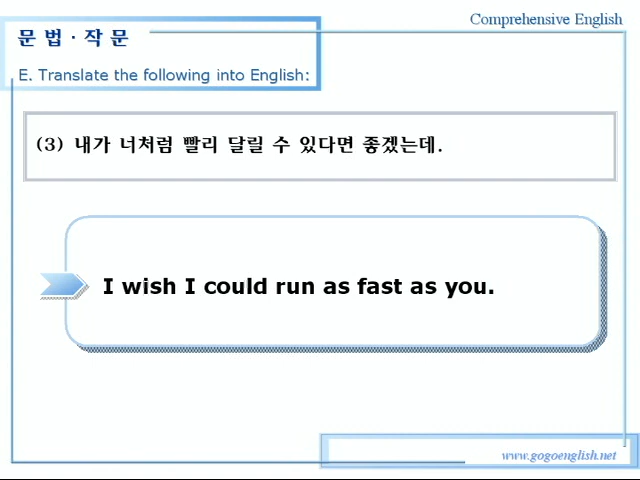 Comprehensive English
문 법 · 작 문
E. Translate the following into English:
(3) 내가 너처럼 빨리 달릴 수 있다면 좋겠는데.
I wish I could run as fast as you.
www.gogoenglish.net